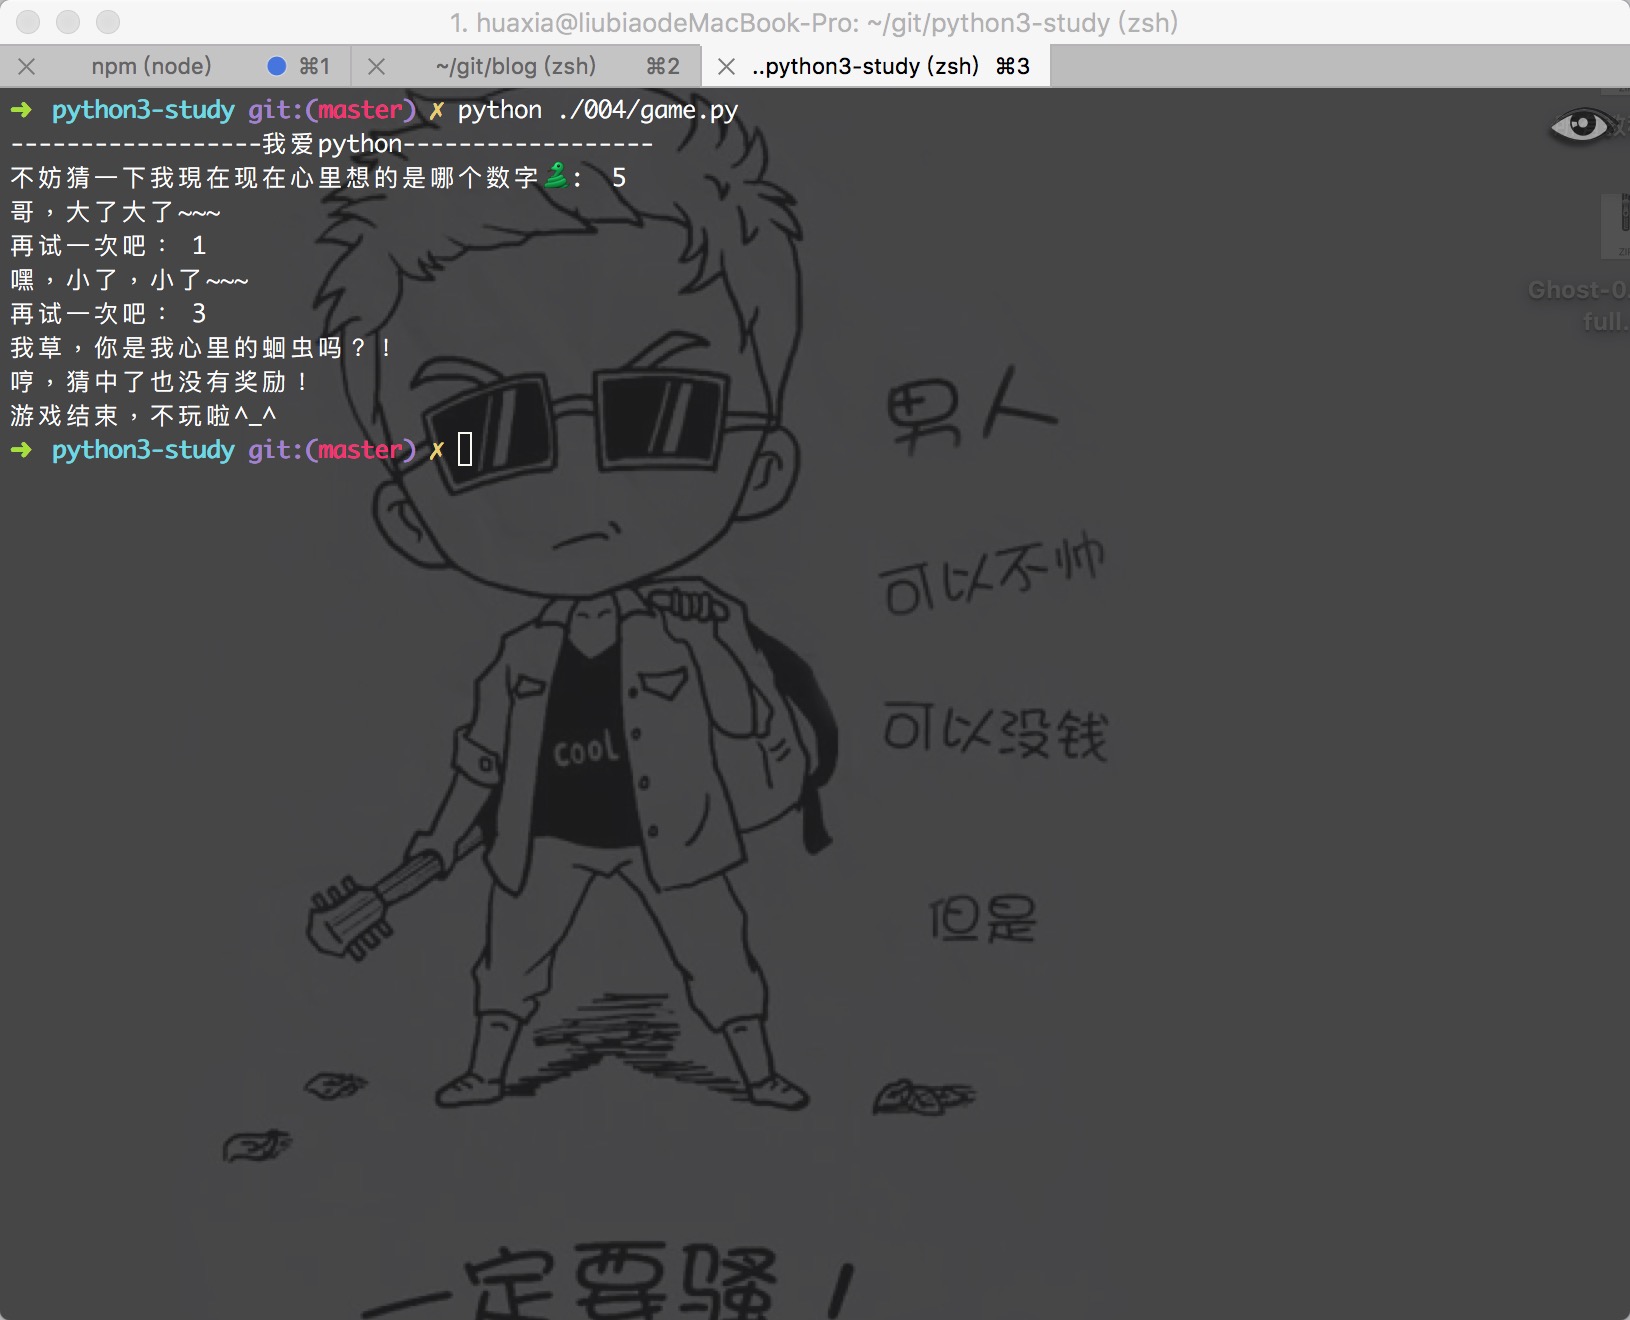 1. huaxia@liubiaodeMacBook-Pro: ~/git/python3-study (zsh)
npm (node) ⌘1 ~/git/blog (zsh) ⌘2 ..python3-study (zsh) ⌘3
➜ python3-study git:(master) ✗ python ./004/game.py
------------------我爱python------------------
不妨猜一下我現在现在心里想的是哪个数字🐍: 5
哥，大了大了~~~
再试一次吧： 1
嘿，小了，小了~~~
再试一次吧： 3
我草，你是我心里的蛔虫吗？！
哼，猜中了也没有奖励！
游戏结束，不玩啦^_^
➜ python3-study git:(master) ✗
Ghost-0.
full.
男人
可以不帅
可以没钱
cool
但是
一定要骚！